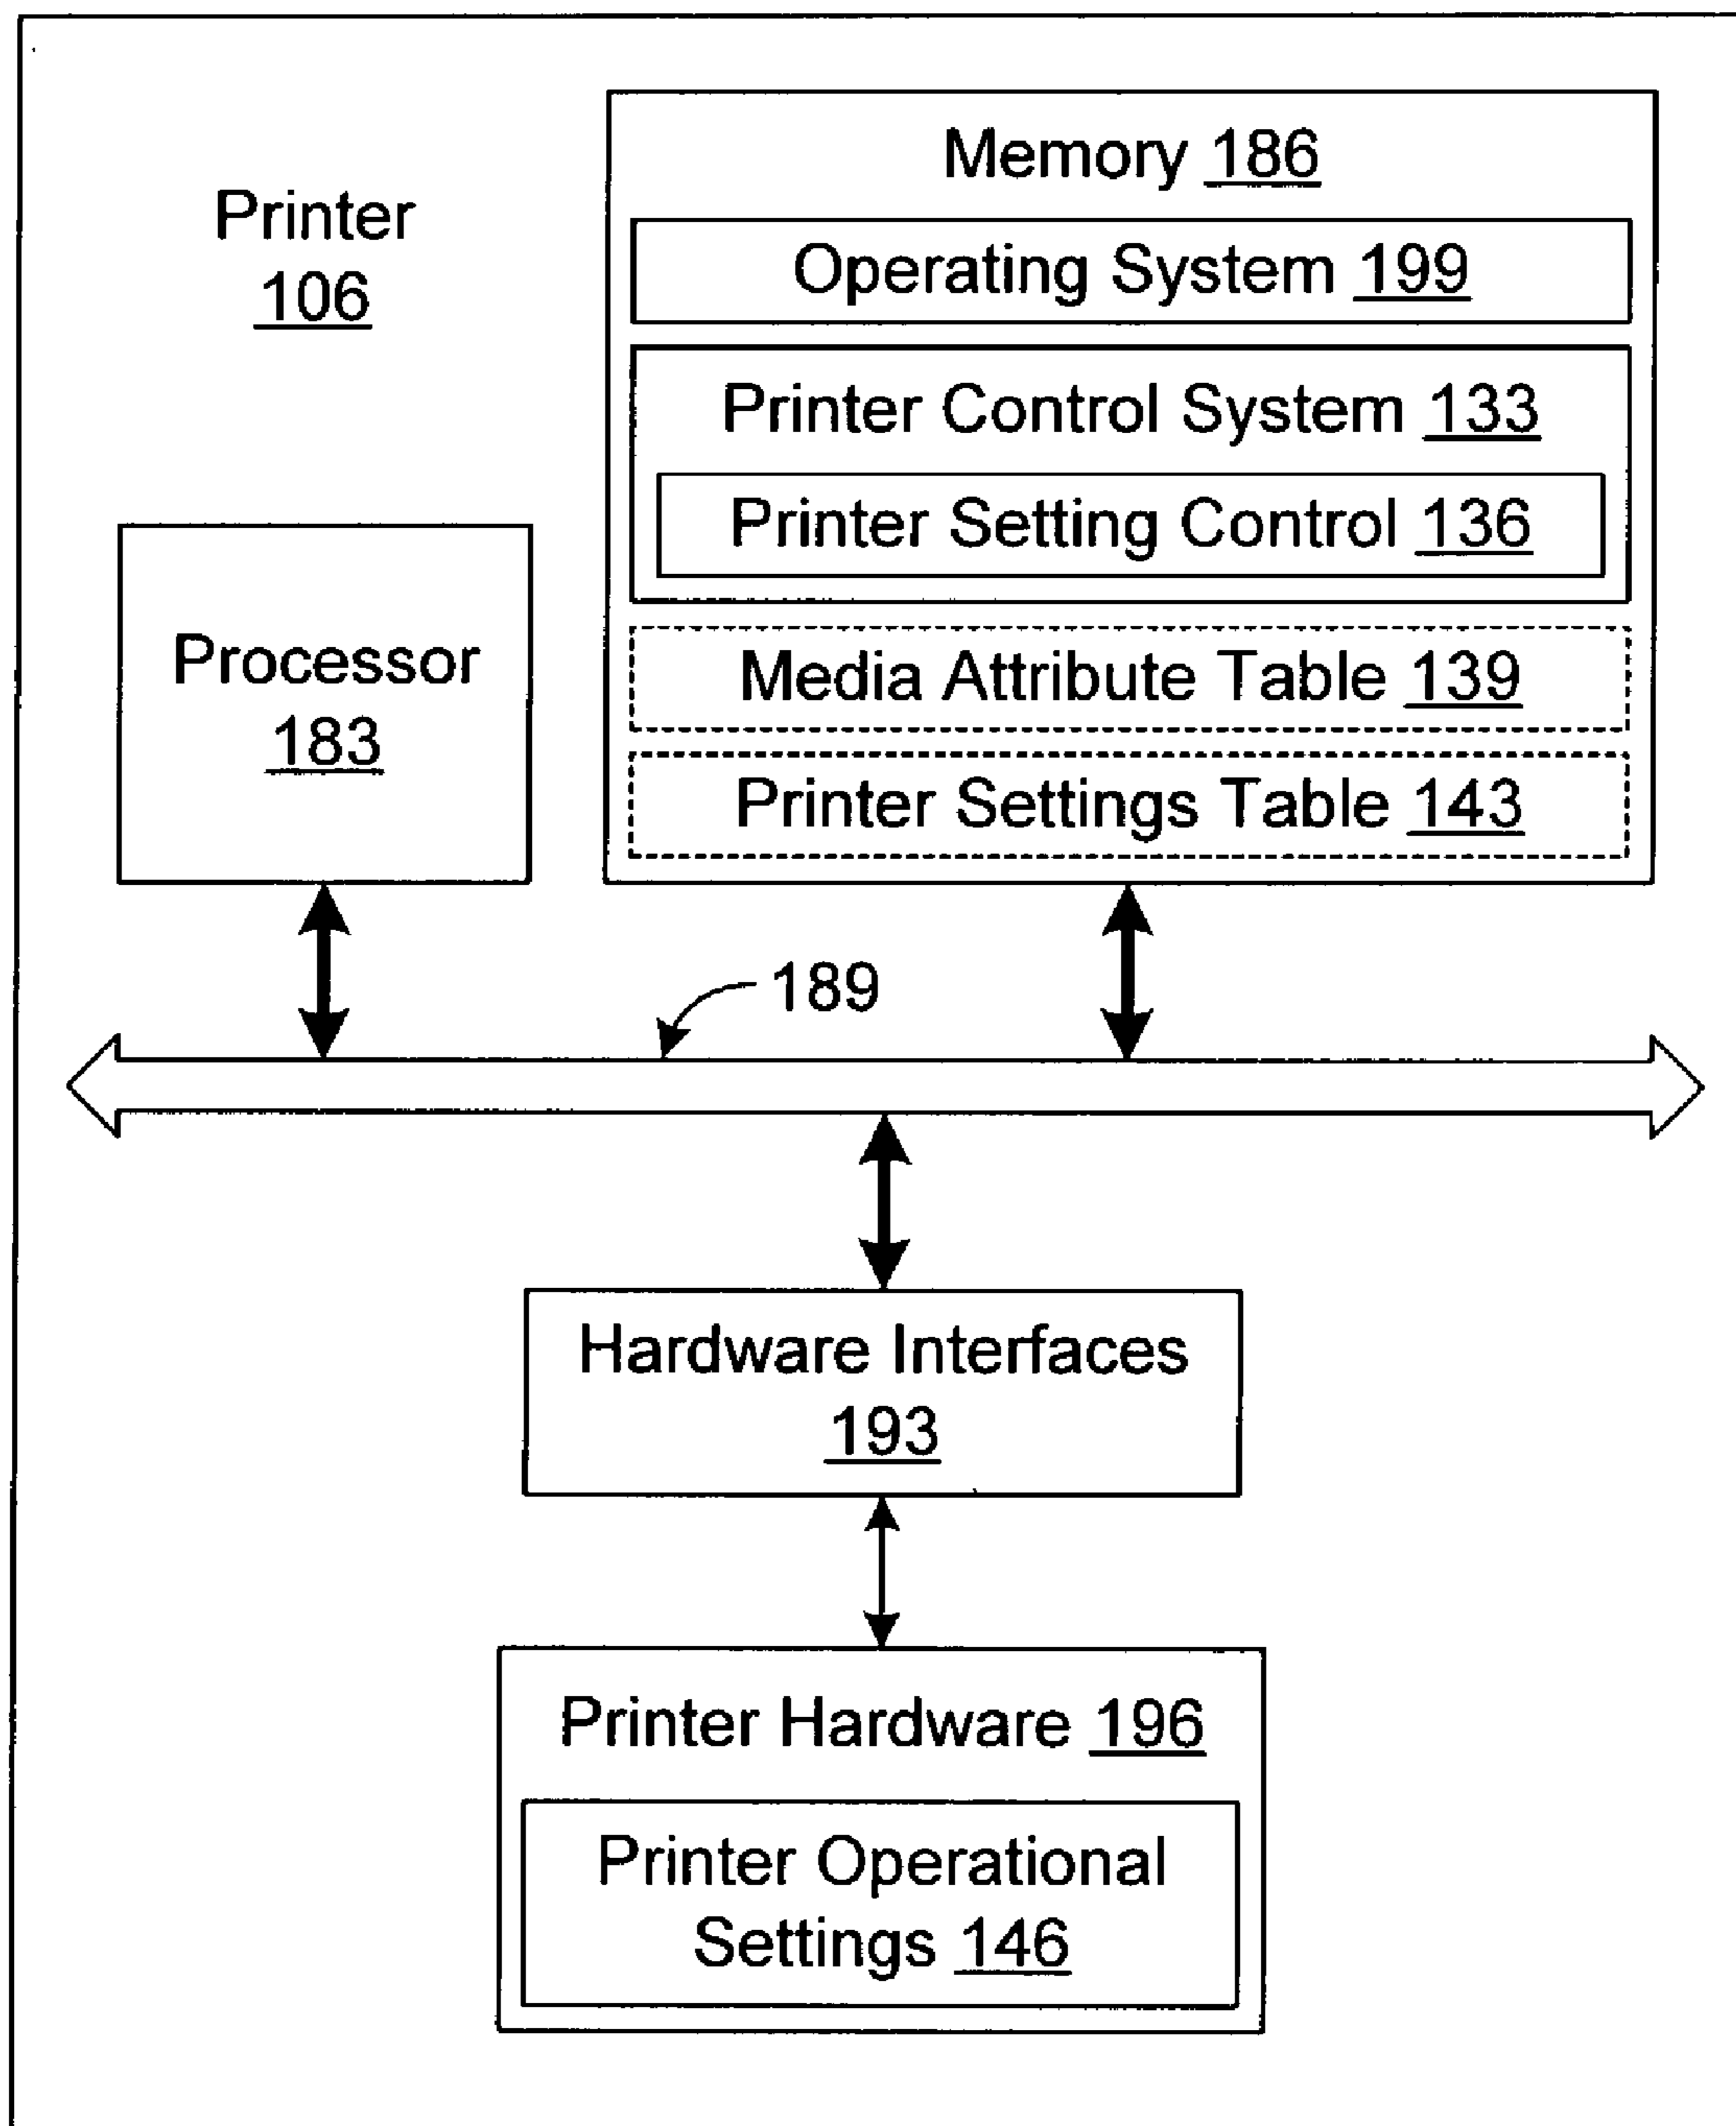 Printer
106
Memory 186
Operating System 199
Printer Control System 133
Printer Setting Control 136
Media Attribute Table 139
Printer Settings Table 143
Processor
183
189
Hardware Interfaces
193
Printer Hardware 196
Printer Operational
Settings 146